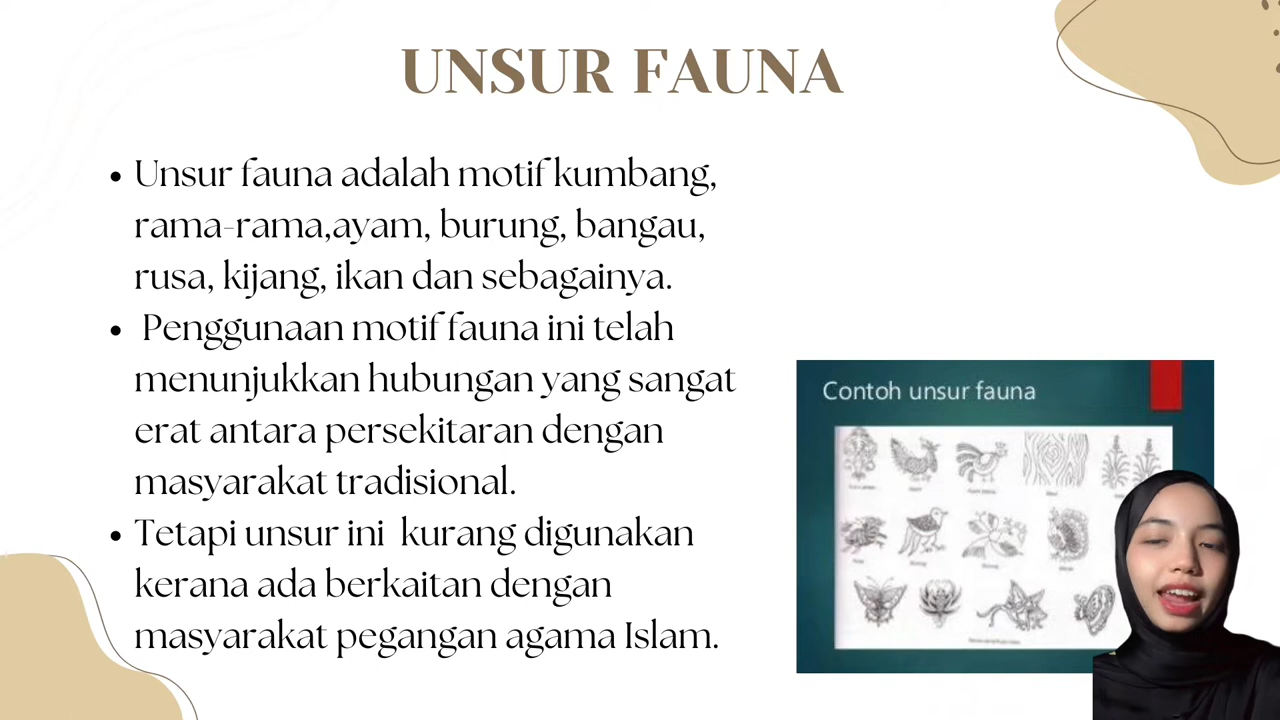 UNSUR FAUNA
• Unsur fauna adalah motif kumbang,
rama-rama,ayam, burung, bangau,
rusa, kijang, ikan dan sebagainya.
• Penggunaan motif fauna ini telah
menunjukkan hubungan yang sangat
erat antara persekitaran dengan
masyarakat tradisional.
• Tetapi unsur ini kurang digunakan
kerana ada berkaitan dengan
masyarakat pegangan agama Islam.
Contoh unsur fauna